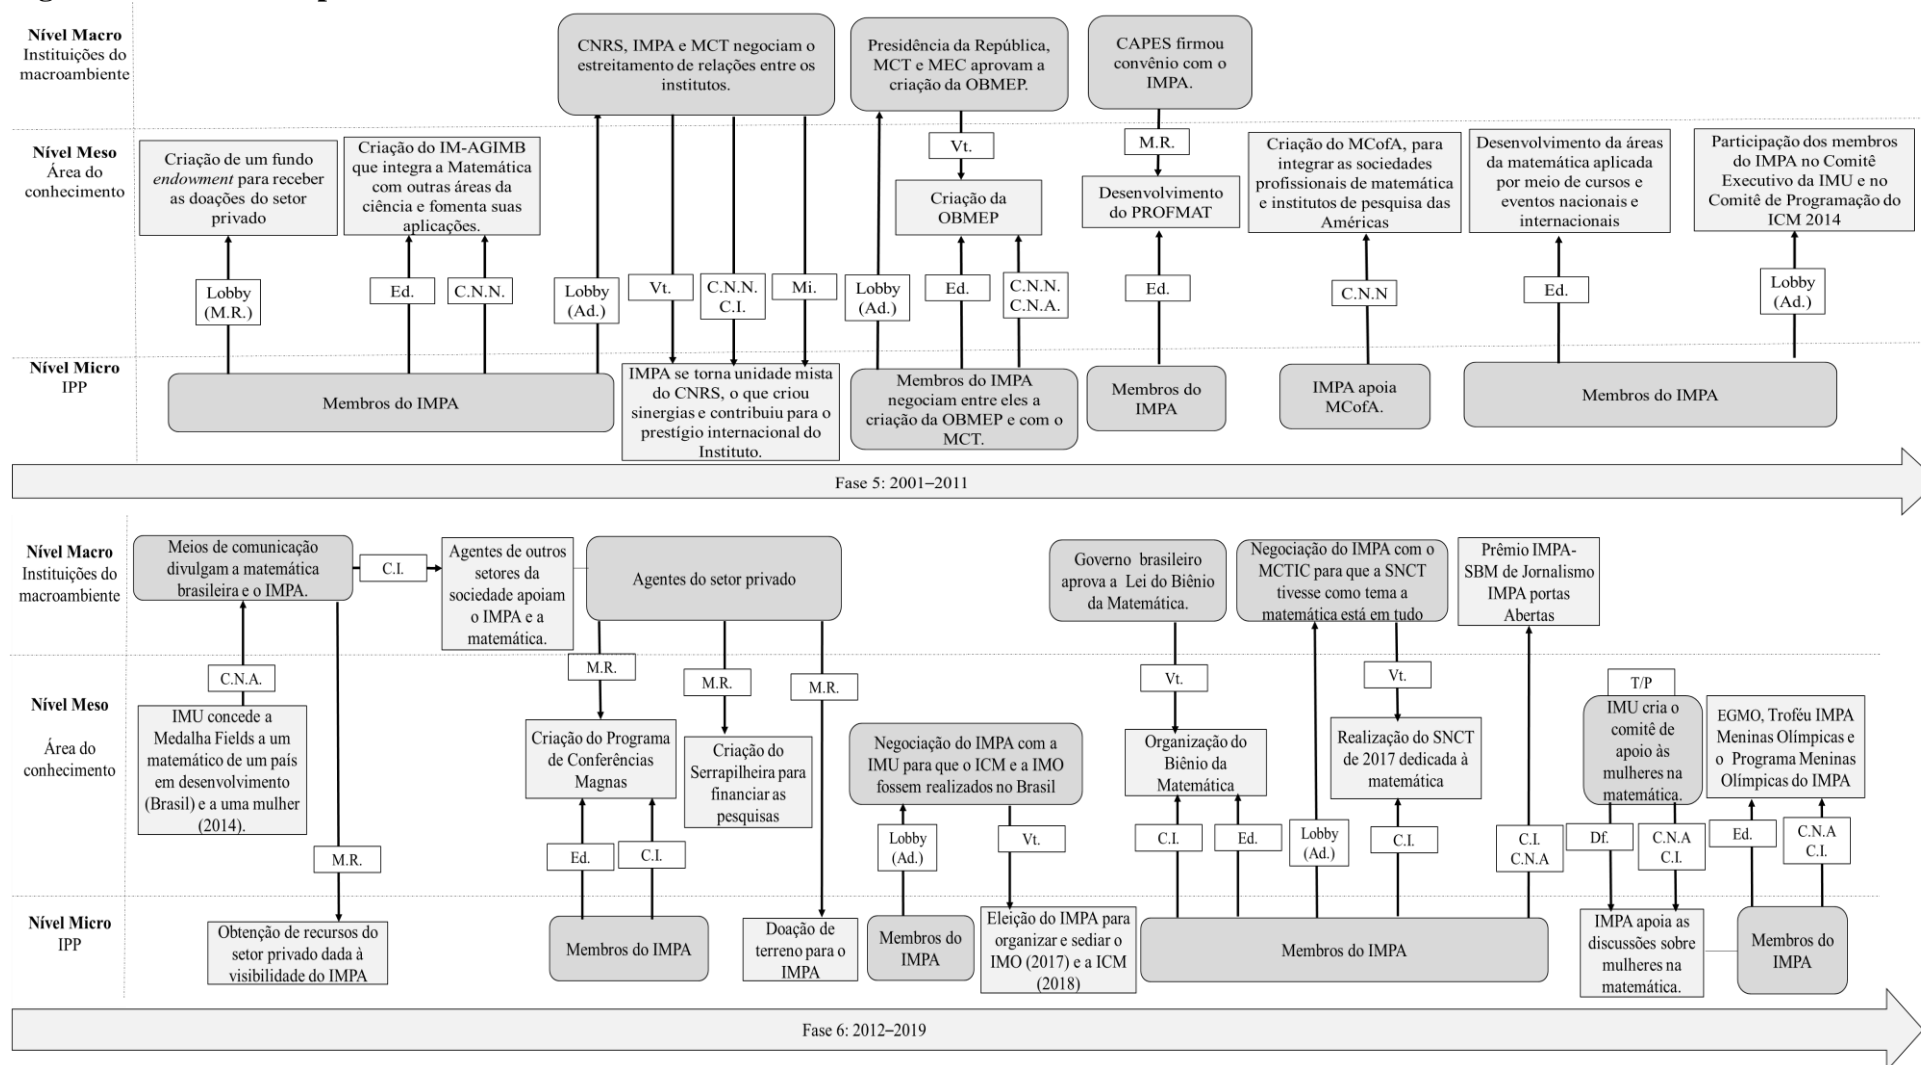 Nível Macro
Instituições do
macroambiente
CNRS, IMPA e MCT negociam o
estreitamento de relações entre os
institutos.
Presidência da República,
MCT e MEC aprovam a
criação da OBMEP.
CAPES firmou
convênio com o
IMPA.
Nível Meso
Área do
conhecimento
Criação de um fundo
endowment para receber
as doações do setor
privado
Criação do IM-AGIMB
que integra a Matemática
com outras áreas da
ciência e fomenta suas
aplicações.
Vt.
Criação da
OBMEP
M.R.
Desenvolvimento
do PROFMAT
Criação do MCofA, para
integrar as sociedades
profissionais de matemática
e institutos de pesquisa das
Américas
Desenvolvimento da áreas
da matemática aplicada
por meio de cursos e
eventos nacionais e
internacionais
Participação dos membros
do IMPA no Comitê
Executivo da IMU e no
Comitê de Programação do
ICM 2014
Lobby
(M.R.)
Ed.
C.N.N.
Lobby
(Ad.)
Vt.
C.N.N.
C.I.
Mi.
Lobby
(Ad.)
Ed.
C.N.N.
C.N.A.
Ed.
C.N.N
Ed.
Lobby
(Ad.)
Nível Micro
IPP
Membros do IMPA
IMPA se torna unidade mista
do CNRS, o que criou
sinergias e contribuiu para o
prestígio internacional do
Instituto.
Membros do IMPA
negociam entre eles a
criação da OBMEP e com o
MCT.
Membros do
IMPA
IMPA apoia
MCofA.
Membros do IMPA
Fase 5: 2001–2011
Nível Macro
Instituições do
macroambiente
Meios de comunicação
divulgam a matemática
brasileira e o IMPA.
C.I.
Agentes de outros
setores da
sociedade apoiam
o IMPA e a
matemática.
Agentes do setor privado
Governo brasileiro
aprova a Lei do Biênio
da Matemática.
Negociação do IMPA com o
MCTIC para que a SNCT
tivesse como tema a
matemática está em tudo
Prêmio IMPA-
SBM de Jornalismo
IMPA portas
Abertas
Nível Meso
Área do
conhecimento
C.N.A.
IMU concede a
Medalha Fields a um
matemático de um país
em desenvolvimento
(Brasil) e a uma mulher
(2014).
M.R.
M.R.
Criação do Programa
de Conferências
Magnas
Ed.
C.I.
M.R.
Criação do
Serrapilheira para
financiar as
pesquisas
M.R.
Negociação do IMPA com a
IMU para que o ICM e a IMO
fossem realizados no Brasil
Lobby
(Ad.)
Vt.
Vt.
Organização do
Biênio da
Matemática
C.I.
Ed.
Lobby
(Ad.)
Vt.
Realização do SNCT
de 2017 dedicada à
matemática
C.I.
C.I.
C.N.A
T/P
IMU cria o
comitê de
apoio às
mulheres na
matemática.
Df.
C.N.A
C.I.
EGMO, Troféu IMPA
Meninas Olímpicas e
o Programa Meninas
Olímpicas do IMPA
Ed.
C.N.A
C.I.
Nível Micro
IPP
Obtenção de recursos do
setor privado dada à
visibilidade do IMPA
Membros do IMPA
Doação de
terreno para o
IMPA
Membros do
IMPA
Eleição do IMPA para
organizar e sediar o
IMO (2017) e a ICM
(2018)
Membros do IMPA
IMPA apoia as
discussões sobre
mulheres na
matemática.
Membros do
IMPA
Fase 6: 2012–2019